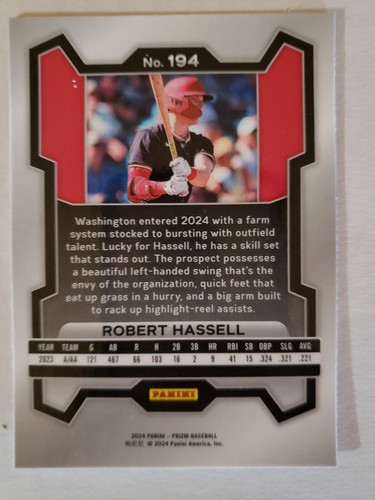 No. 194
Washington entered 2024 with a farm
system stocked to bursting with outfield
talent. Lucky for Hassell, he has a skill set
that stands out. The prospect possesses
a beautiful left-handed swing that's the
envy of the organization, quick feet that
eat up grass in a hurry, and a big arm built
to rack up highlight-reel assists.
ROBERT HASSELL
YEAR TEAM G AB R H 2B 3B HR RBI SB OBP SLG AVG
2023 A/AA 121 467 66 103 16 2 9 41 15 .324 .321 .221
PANINI
2024 PANINI - PRIZM BASEBALL
© 2024 Panini America, Inc.